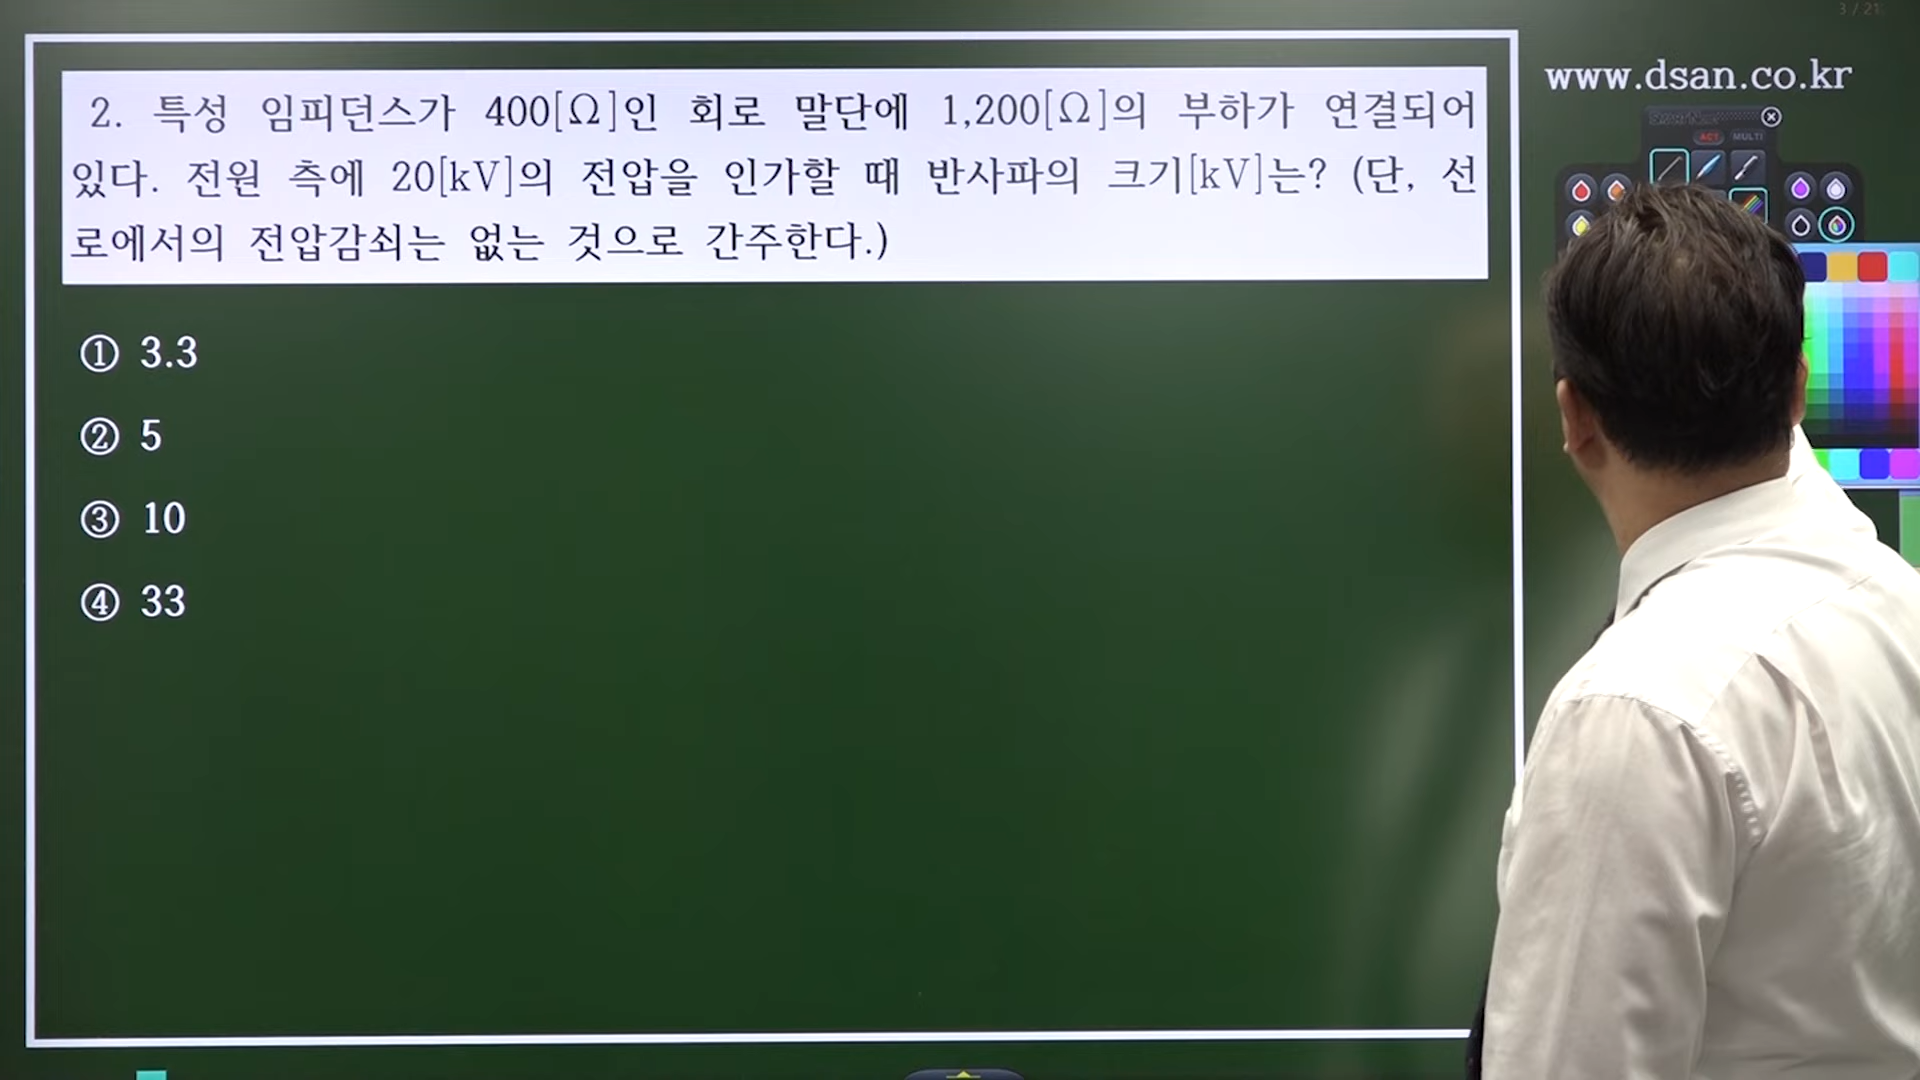 3 / 21
www.dsan.co.kr
ACT MULTI
2. 특성 임피던스가 400[Ω]인 회로 말단에 1,200[Ω]의 부하가 연결되어
있다. 전원 측에 20[kV]의 전압을 인가할 때 반사파의 크기[kV]는? (단, 선
로에서의 전압감쇠는 없는 것으로 간주한다.)
① 3.3
② 5
③ 10
④ 33